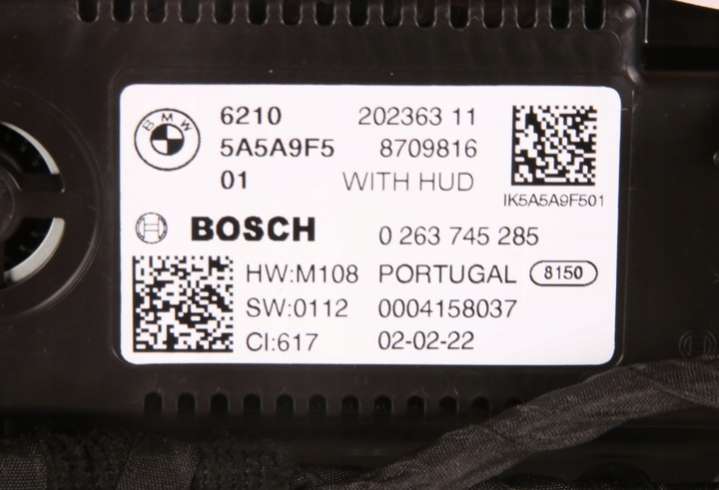 BMW
6210 202363 11
5A5A9F5 8709816
01 WITH HUD
IK5A5A9F501
BOSCH 0 263 745 285
HW:M108 PORTUGAL 8150
SW:0112 0004158037
CI:617 02-02-22